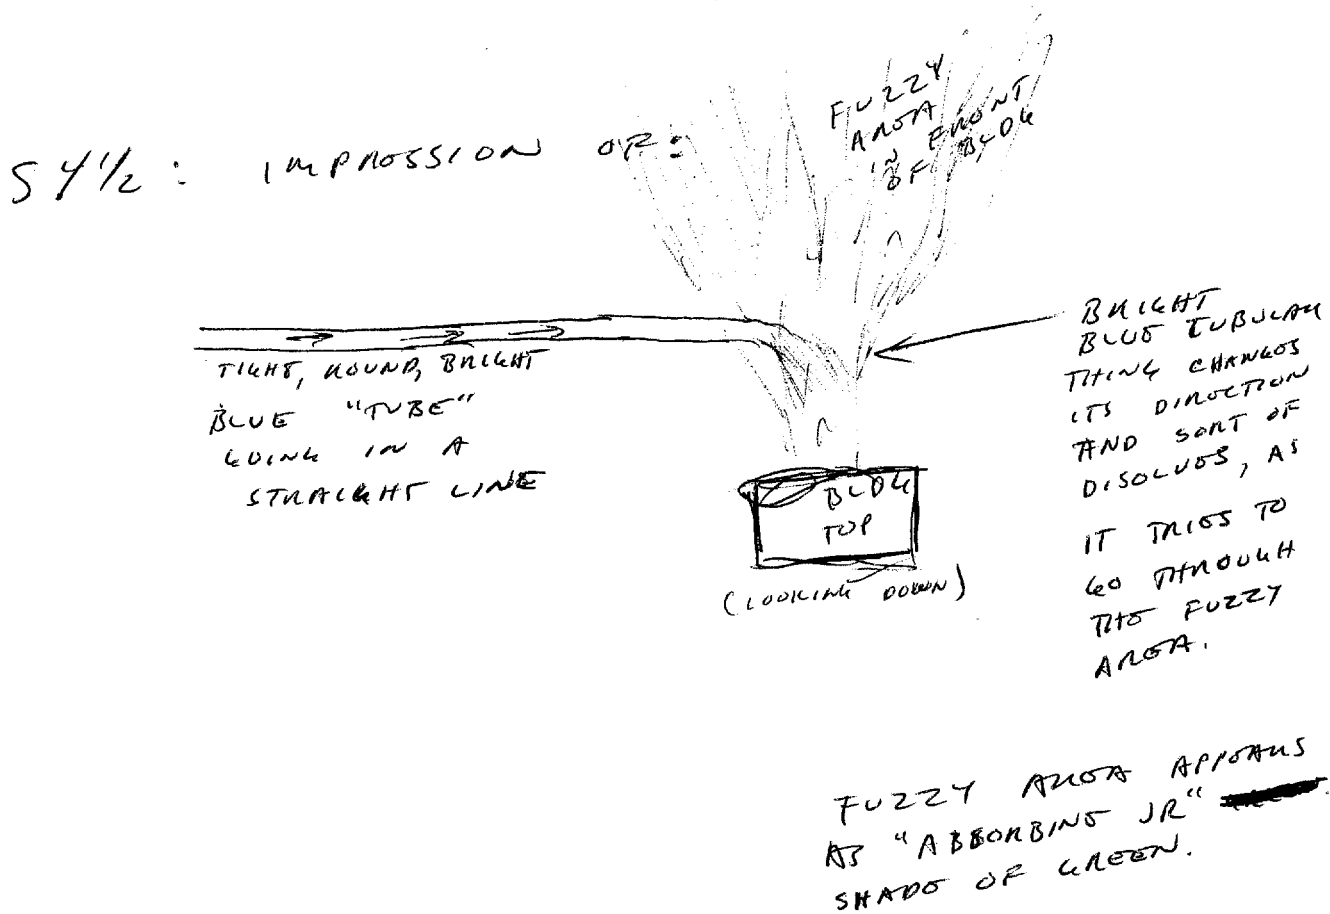 S 4½ : IMPRESSION OF:
FUZZY
AREA
IN FRONT
OF BLDG
TIGHT, ROUND, BRIGHT
BLUE "TUBE"
GOING IN A
STRAIGHT LINE
BRIGHT
BLUE TUBULAR
THING CHANGES
ITS DIRECTION
AND SORT OF
DISOLVES, AS
IT TRIES TO
GO THROUGH
THE FUZZY
AREA.
BLDG
TOP
(LOOKING DOWN)
FUZZY AREA APPEARS
AS "ABSORBINE JR"
SHADE OF GREEN.